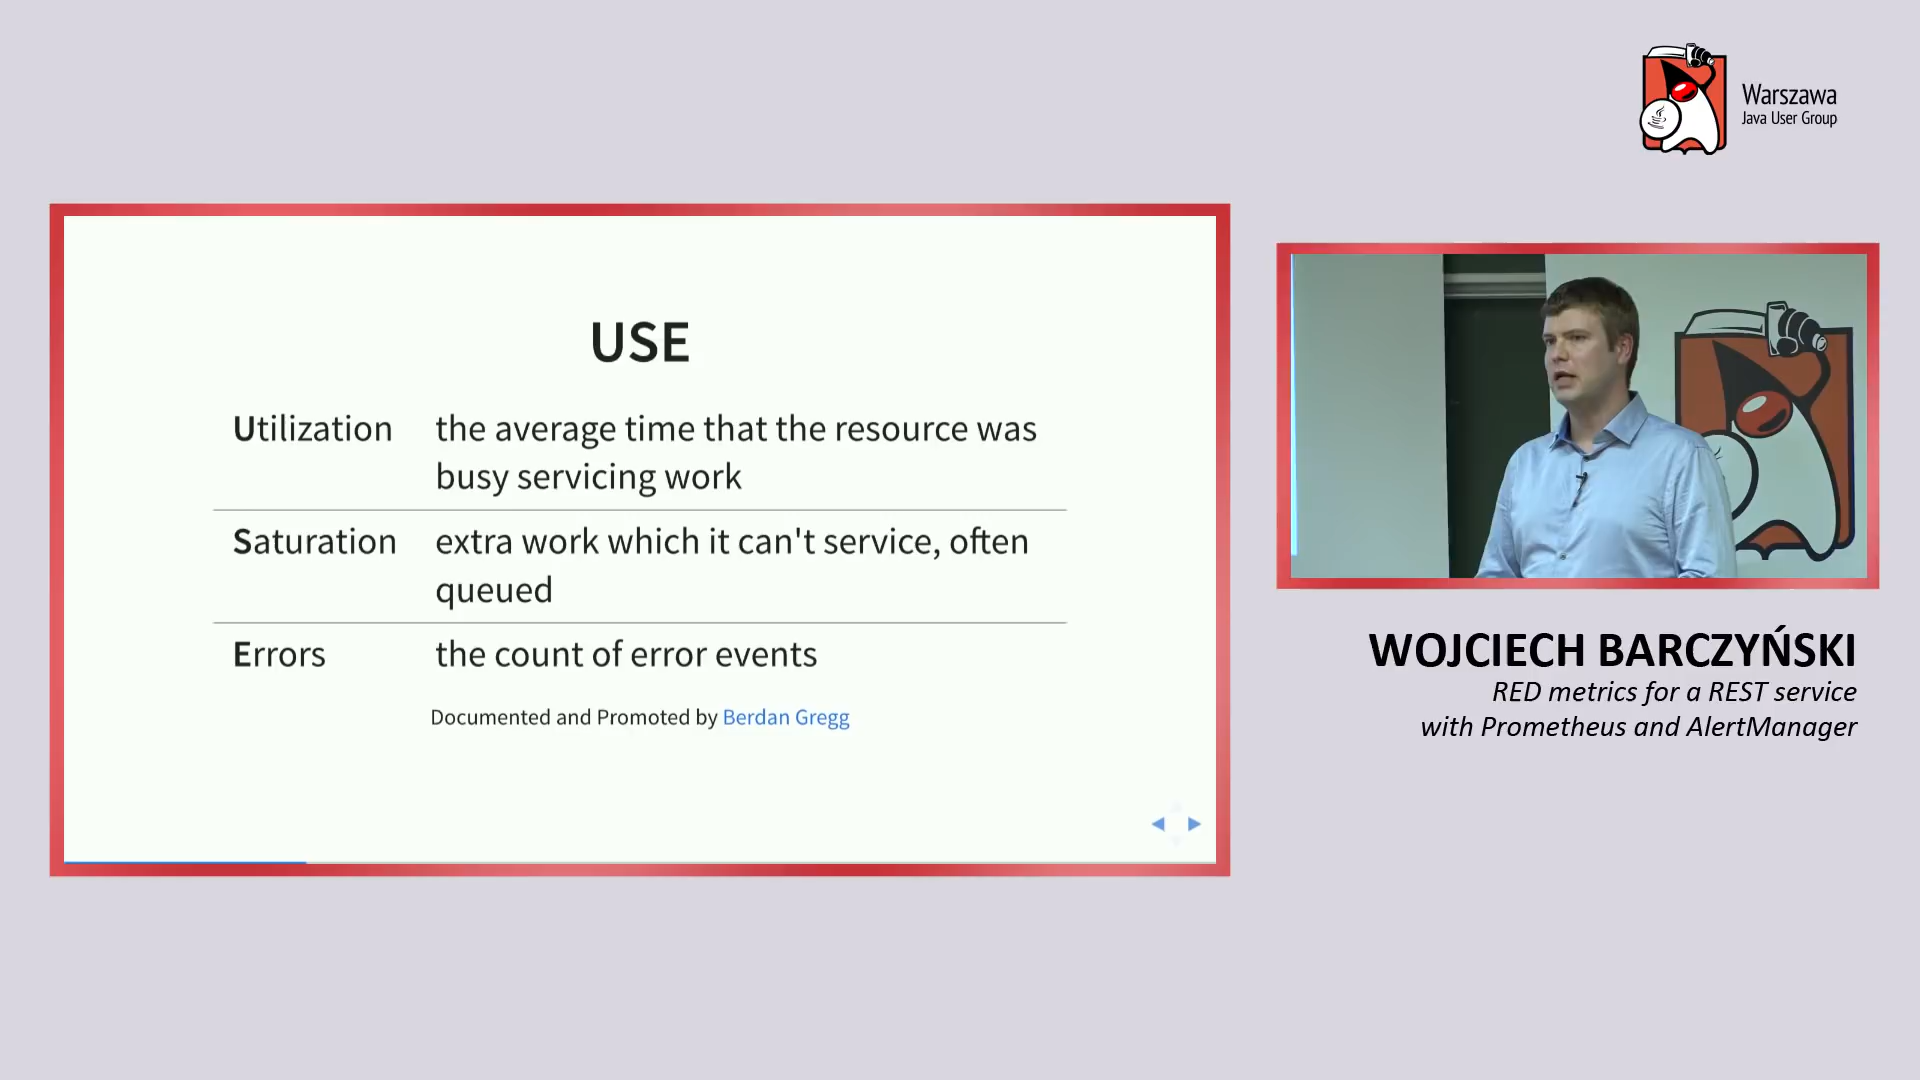 Warszawa
Java User Group
USE
Utilization the average time that the resource was
busy servicing work
Saturation extra work which it can't service, often
queued
Errors the count of error events
Documented and Promoted by Berdan Gregg
WOJCIECH BARCZYŃSKI
RED metrics for a REST service
with Prometheus and AlertManager